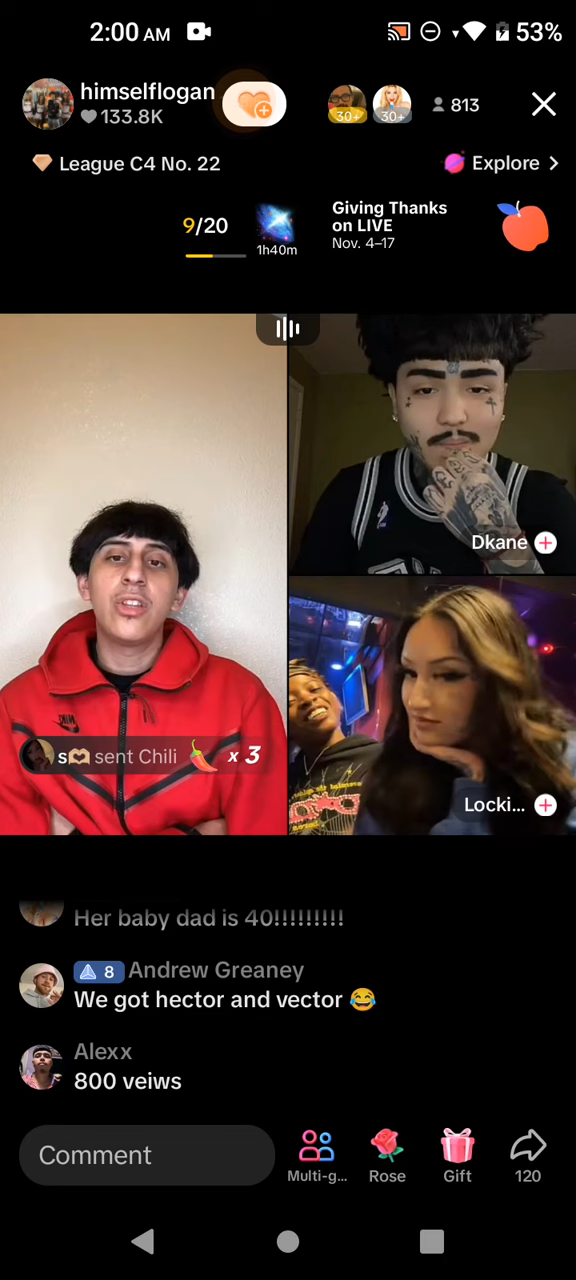 2:00 AM
53%
himselflogan
133.8K
30+
30+
813
League C4 No. 22
Explore
9/20
1h40m
Giving Thanks
on LIVE
Nov. 4–17
Dkane
s🫶 sent Chili x 3
Locki...
Her baby dad is 40!!!!!!!!!
8 Andrew Greaney
We got hector and vector 😂
Alexx
800 veiws
Comment
Multi-g...
Rose
Gift
120